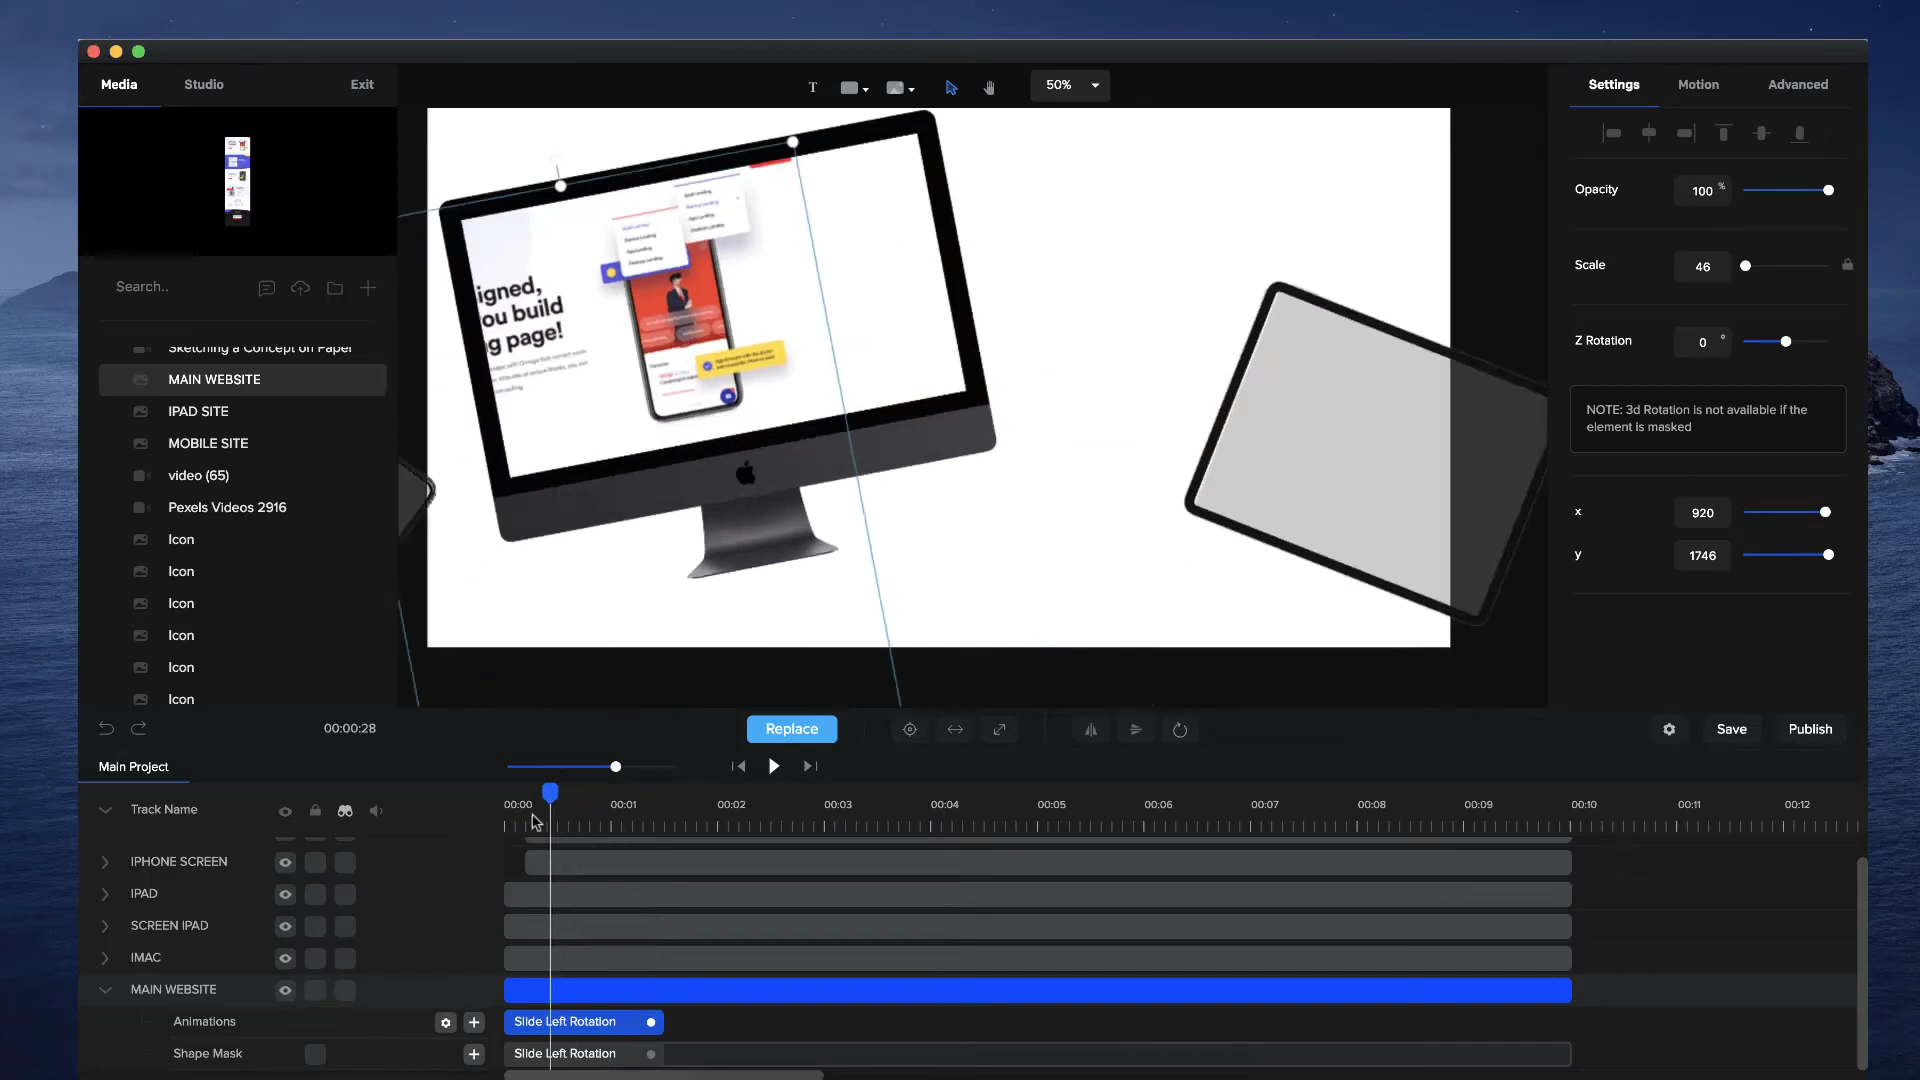 Media
Studio
Exit
T
50%
Settings
Motion
Advanced
Search..
Sketching a Concept on Paper
MAIN WEBSITE
IPAD SITE
MOBILE SITE
video (65)
Pexels Videos 2916
Icon
Icon
Icon
Icon
Icon
Icon
igned,
ou build
g page!
Opacity
100 %
Scale
46
Z Rotation
0 °
NOTE: 3d Rotation is not available if the
element is masked
x
920
y
1746
00:00:28
Replace
Save
Publish
Main Project
Track Name
00:00
00:01
00:02
00:03
00:04
00:05
00:06
00:07
00:08
00:09
00:10
00:11
00:12
IPHONE SCREEN
IPAD
SCREEN IPAD
IMAC
MAIN WEBSITE
Animations
Slide Left Rotation
Shape Mask
Slide Left Rotation